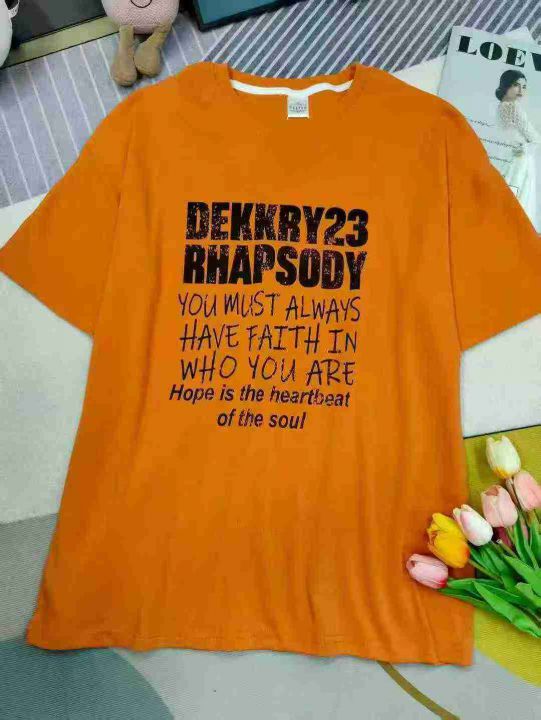 LOEV
DEKKRY23
RHAPSODY
YOU MUST ALWAYS
HAVE FAITH IN
WHO YOU ARE
Hope is the heartbeat
of the soul